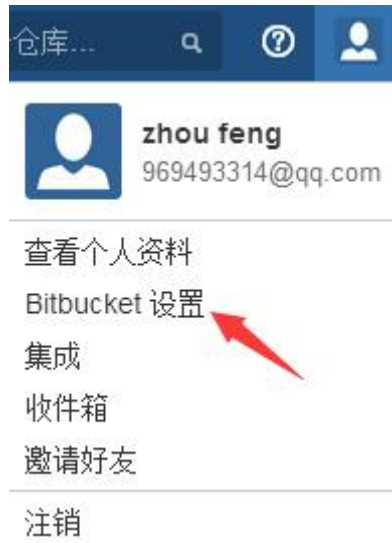 仓库...
zhou feng
969493314@qq.com
查看个人资料
Bitbucket 设置
集成
收件箱
邀请好友
注销